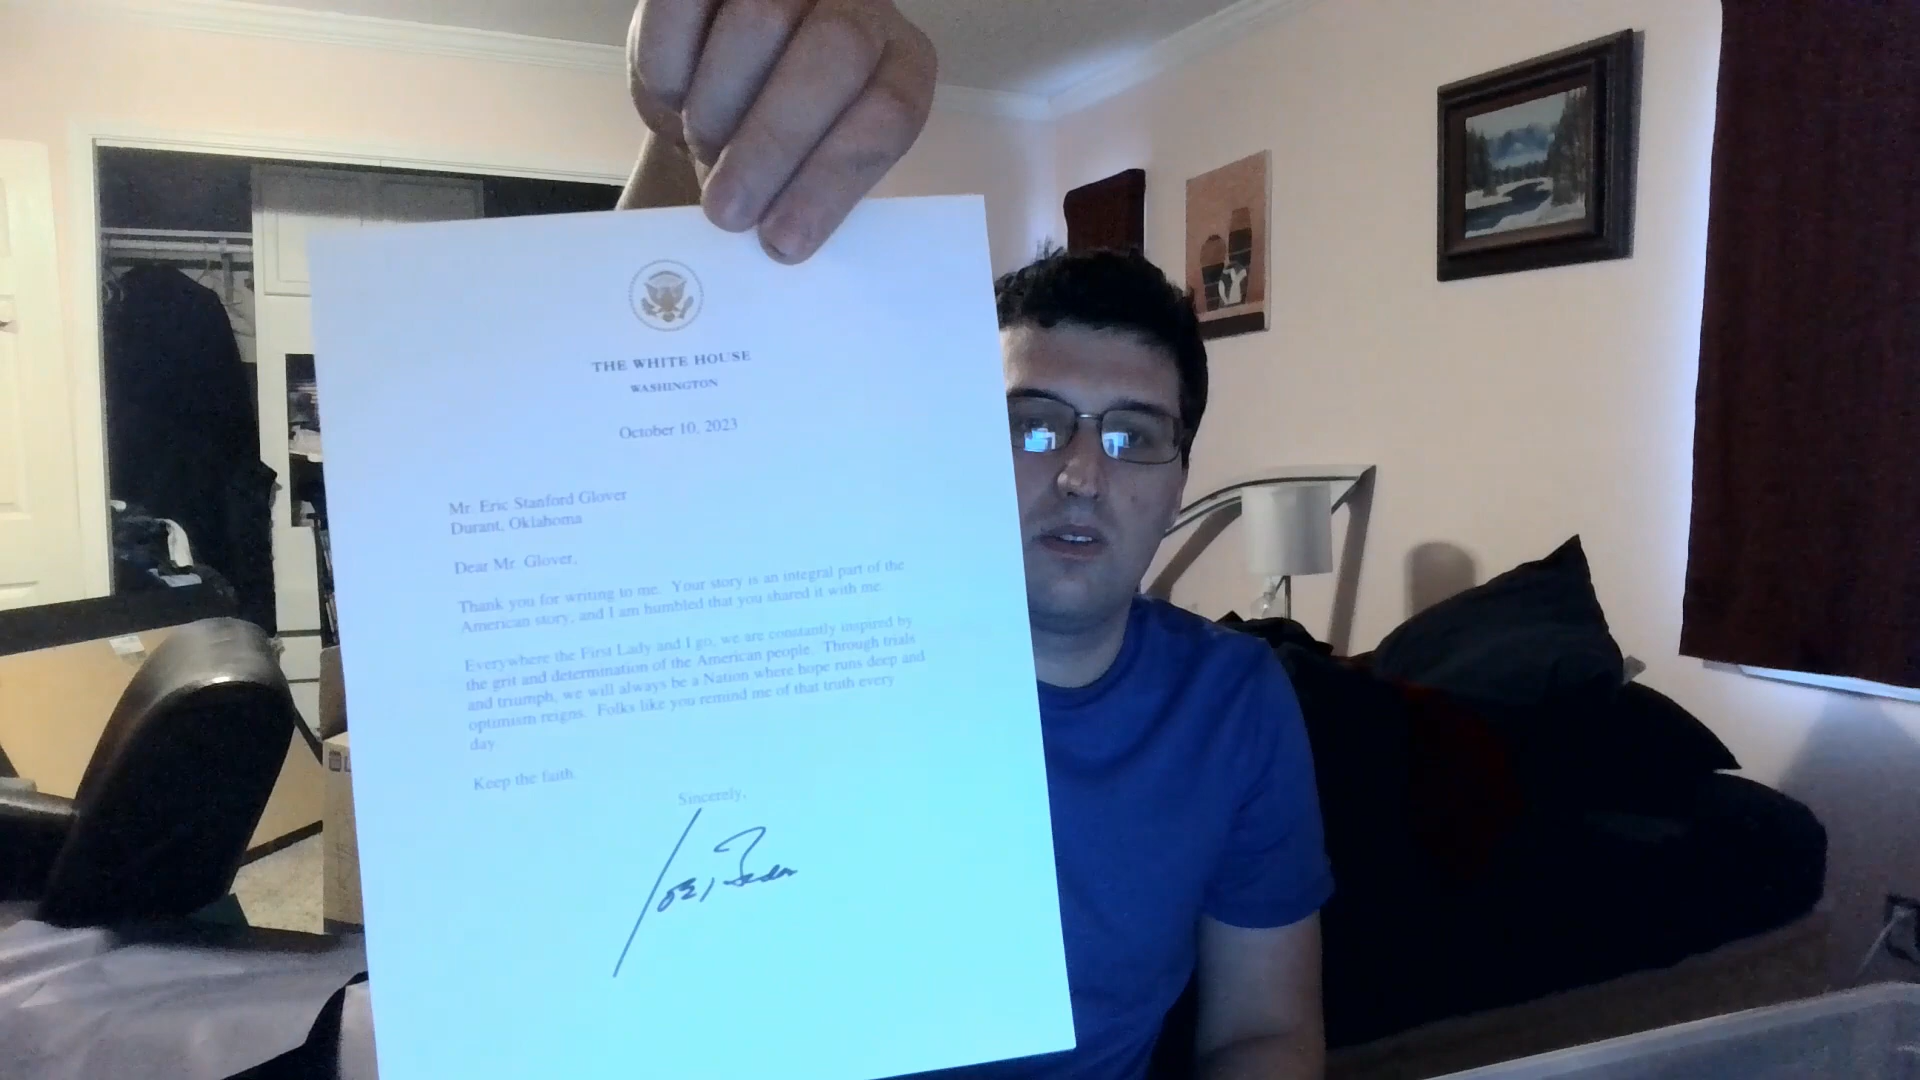 THE WHITE HOUSE
WASHINGTON
October 10, 2023
Mr. Eric Stanford Glover
Durant, Oklahoma
Dear Mr. Glover,
Thank you for writing to me. Your story is an integral part of the
American story, and I am humbled that you shared it with me.
Everywhere the First Lady and I go, we are constantly inspired by
the grit and determination of the American people. Through trials
and triumph, we will always be a Nation where hope runs deep and
optimism reigns. Folks like you remind me of that truth every
day.
Keep the faith.
Sincerely,
Joe Biden